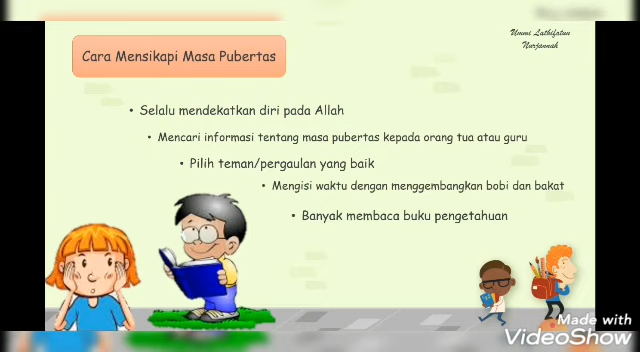 Ummi Lathifatun
Nurjannah
Cara Mensikapi Masa Pubertas
• Selalu mendekatkan diri pada Allah
• Mencari informasi tentang masa pubertas kepada orang tua atau guru
• Pilih teman/pergaulan yang baik
• Mengisi waktu dengan menggembangkan bobi dan bakat
• Banyak membaca buku pengetahuan
Made with
VideoShow